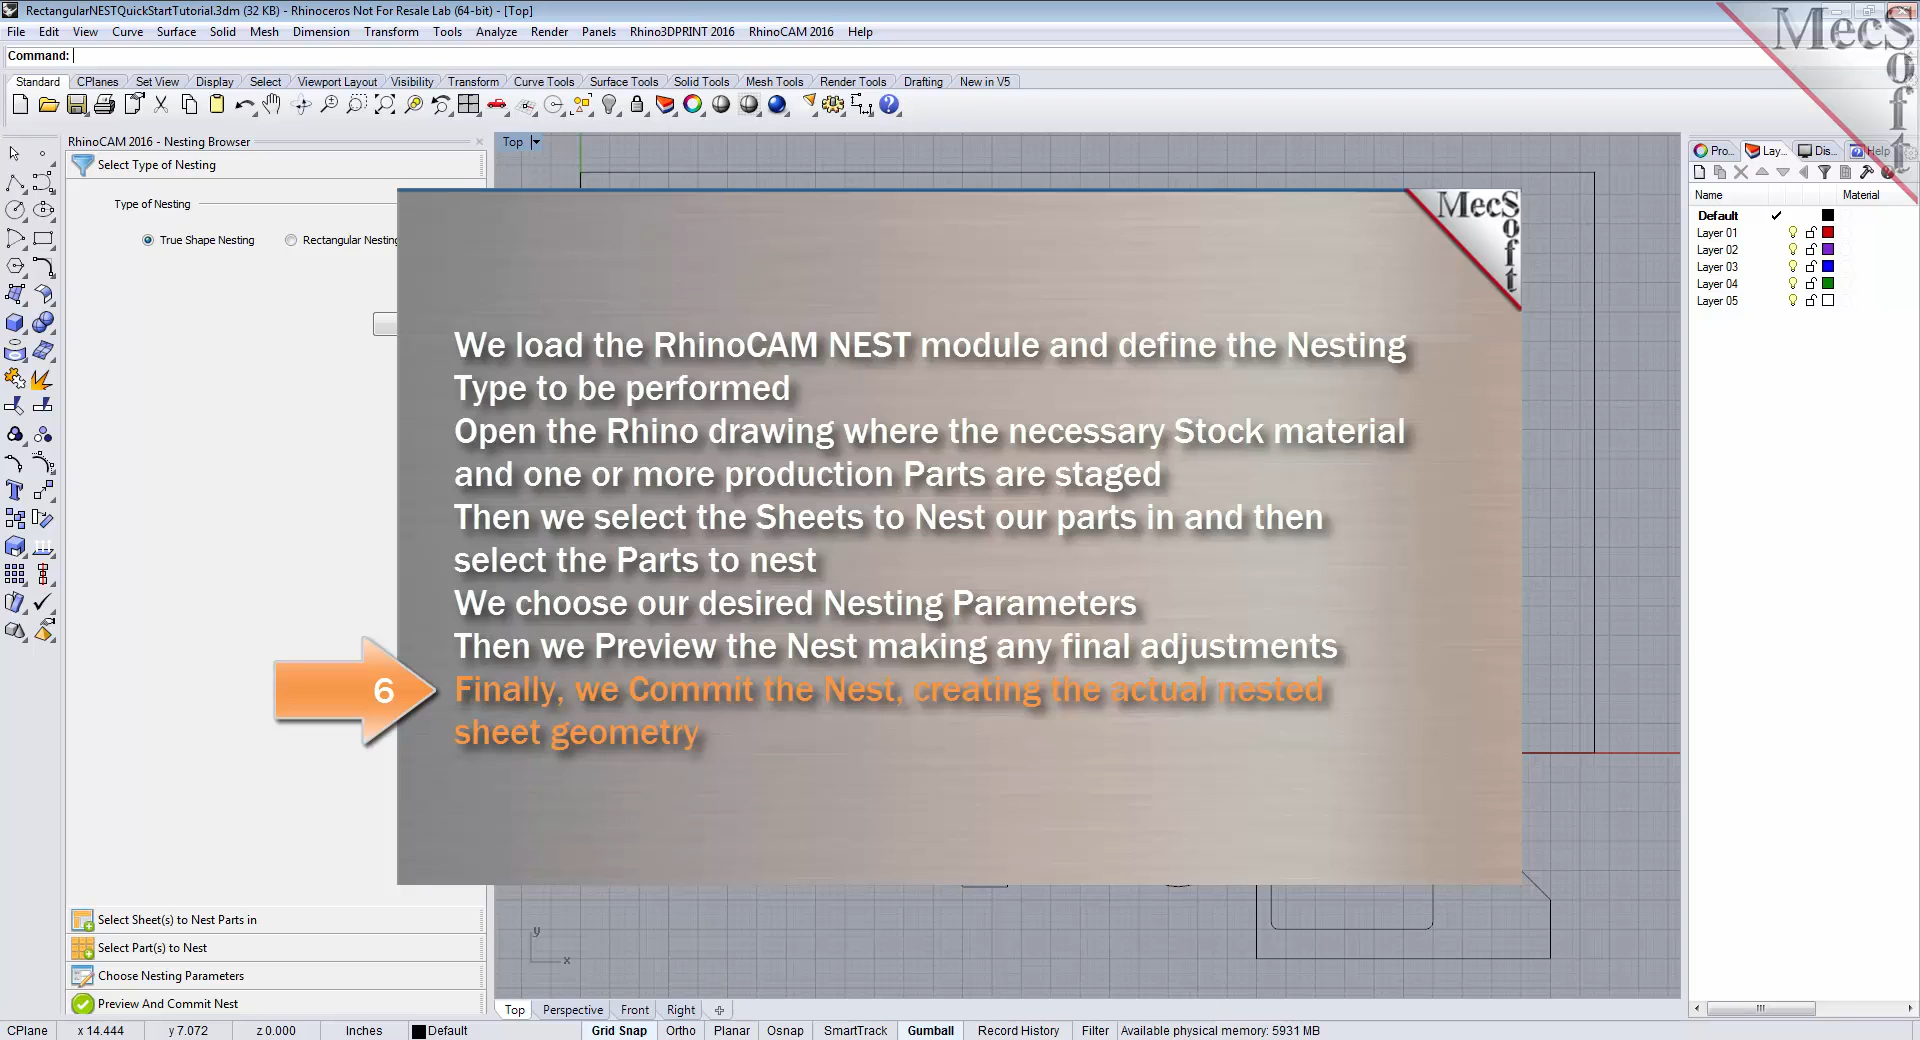 RectangularNESTQuickStartTutorial.3dm (32 KB) - Rhinoceros Not For Resale Lab (64-bit) - [Top]
File Edit View Curve Surface Solid Mesh Dimension Transform Tools Analyze Render Panels Rhino3DPRINT 2016 RhinoCAM 2016 Help
Command:
Standard CPlanes Set View Display Select Viewport Layout Visibility Transform Curve Tools Surface Tools Solid Tools Mesh Tools Render Tools Drafting New in V5
MecSoft
RhinoCAM 2016 - Nesting Browser
Select Type of Nesting
Type of Nesting
True Shape Nesting Rectangular Nesting
Top
Pro... Lay... Dis... Help
Name Material
Default
Layer 01
Layer 02
Layer 03
Layer 04
Layer 05
MecSoft
We load the RhinoCAM NEST module and define the Nesting
Type to be performed
Open the Rhino drawing where the necessary Stock material
and one or more production Parts are staged
Then we select the Sheets to Nest our parts in and then
select the Parts to nest
We choose our desired Nesting Parameters
Then we Preview the Nest making any final adjustments
6 Finally, we Commit the Nest, creating the actual nested
sheet geometry
Select Sheet(s) to Nest Parts in
Select Part(s) to Nest
Choose Nesting Parameters
Preview And Commit Nest
y
x
Top Perspective Front Right
CPlane x 14.444 y 7.072 z 0.000 Inches Default Grid Snap Ortho Planar Osnap SmartTrack Gumball Record History Filter Available physical memory: 5931 MB